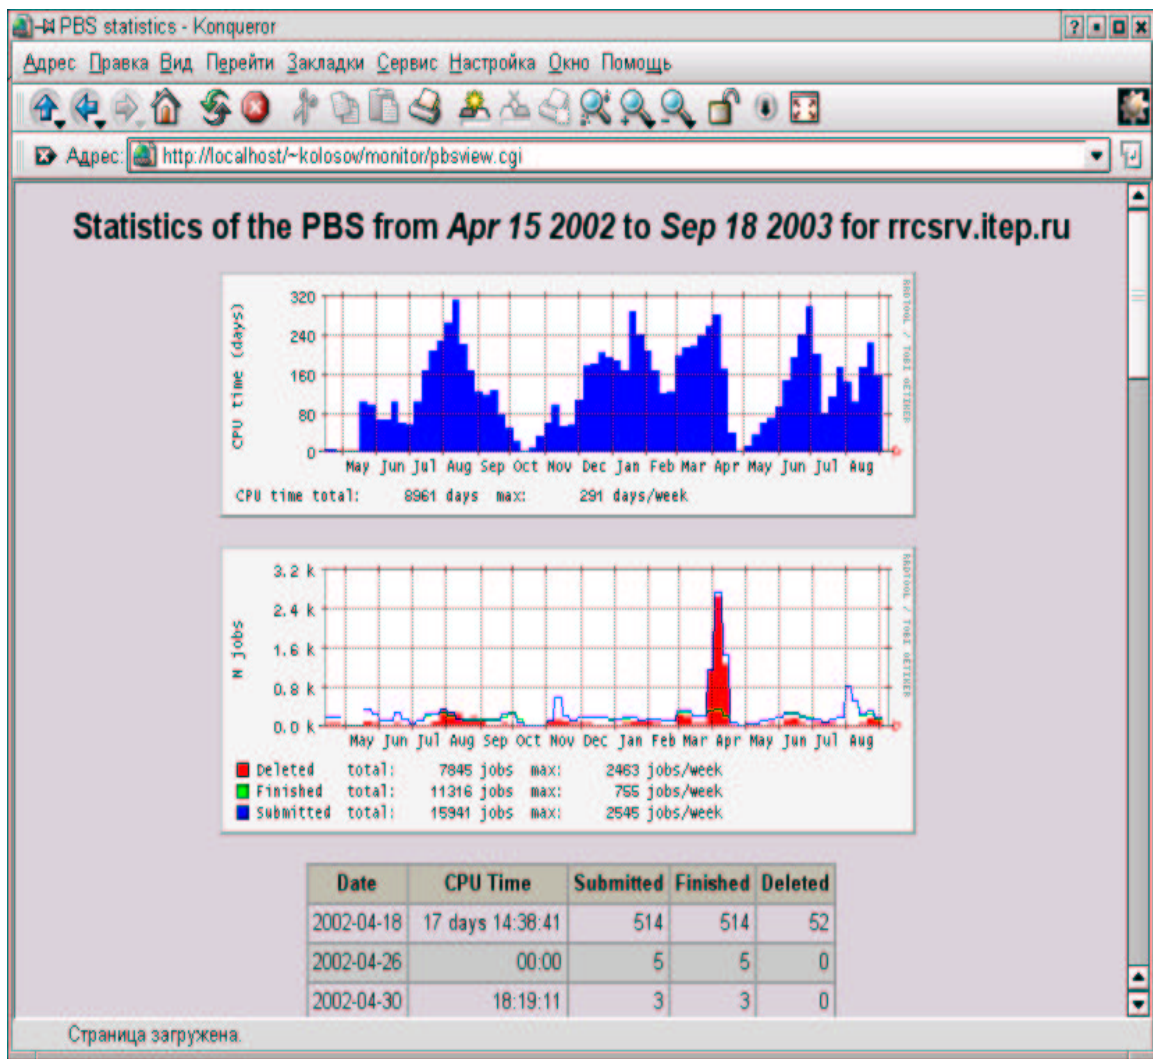 PBS statistics - Konqueror
Адрес Правка Вид Перейти Закладки Сервис Настройка Окно Помощь
Адрес: http://localhost/~kolosov/monitor/pbsview.cgi
Statistics of the PBS from Apr 15 2002 to Sep 18 2003 for rrcsrv.itep.ru
RRDTOOL / TOBI OETIKER
CPU time (days)
320
240
160
80
0
May Jun Jul Aug Sep Oct Nov Dec Jan Feb Mar Apr May Jun Jul Aug
CPU time total: 8961 days max: 291 days/week
RRDTOOL / TOBI OETIKER
N jobs
3.2 k
2.4 k
1.6 k
0.8 k
0.0 k
May Jun Jul Aug Sep Oct Nov Dec Jan Feb Mar Apr May Jun Jul Aug
Deleted total: 7845 jobs max: 2463 jobs/week
Finished total: 11316 jobs max: 755 jobs/week
Submitted total: 15941 jobs max: 2545 jobs/week
Date CPU Time Submitted Finished Deleted
2002-04-18 17 days 14:38:41 514 514 52
2002-04-26 00:00 5 5 0
2002-04-30 18:19:11 3 3 0
Страница загружена.